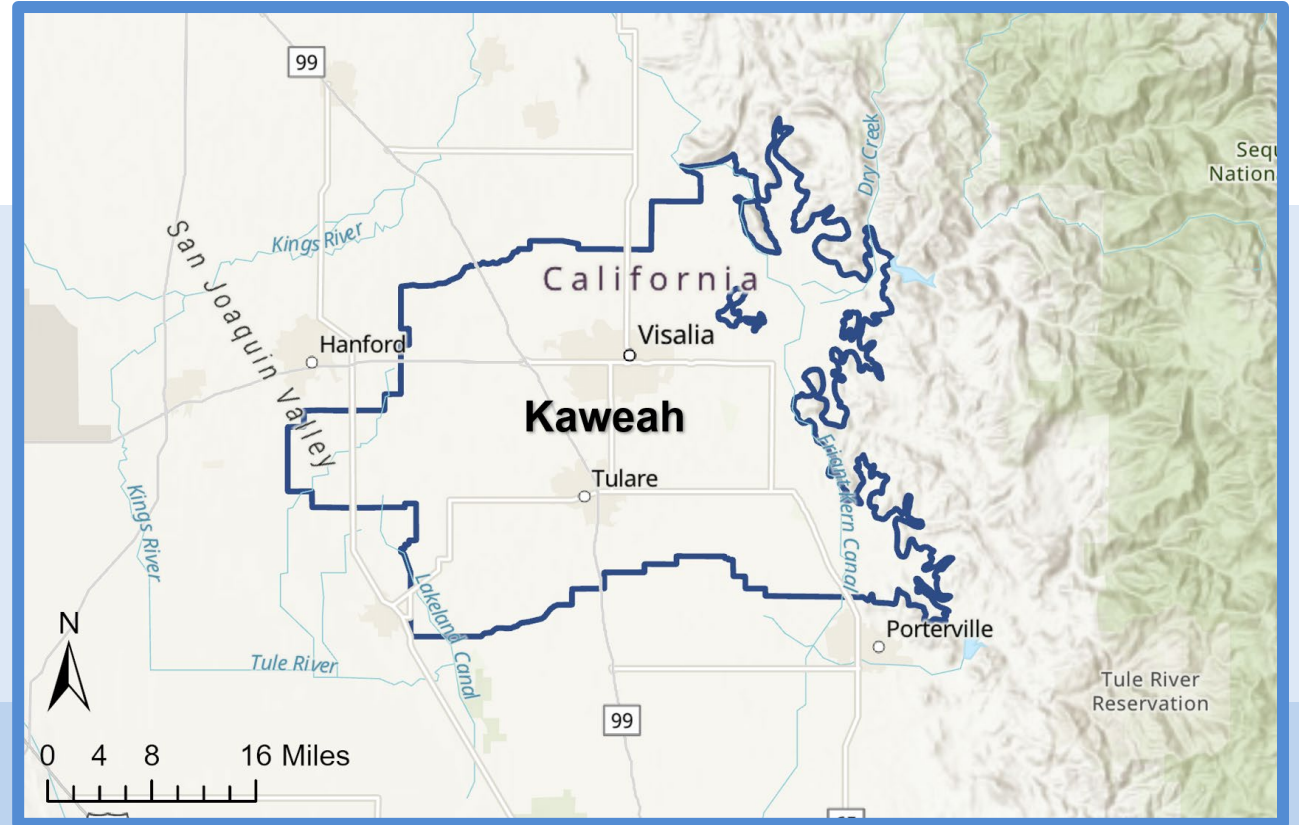 99
Dry Creek
Sequ
Nation
San Joaquin Valley
Kings River
California
Hanford
Visalia
Kaweah
Tulare
Friant Kern Canal
Kings River
Lakeland Canal
N
Porterville
Tule River
Tule River
Reservation
99
0 4 8 16 Miles